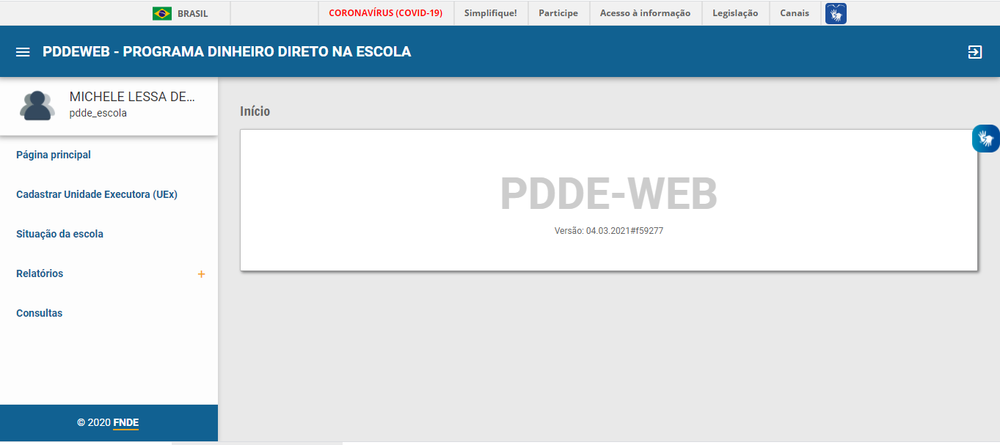 BRASIL
CORONAVÍRUS (COVID-19)
Simplifique!
Participe
Acesso à informação
Legislação
Canais
PDDEWEB - PROGRAMA DINHEIRO DIRETO NA ESCOLA
MICHELE LESSA DE...
pdde_escola
Página principal
Cadastrar Unidade Executora (UEx)
Situação da escola
Relatórios +
Consultas
© 2020 FNDE
Início
PDDE-WEB
Versão: 04.03.2021#f59277